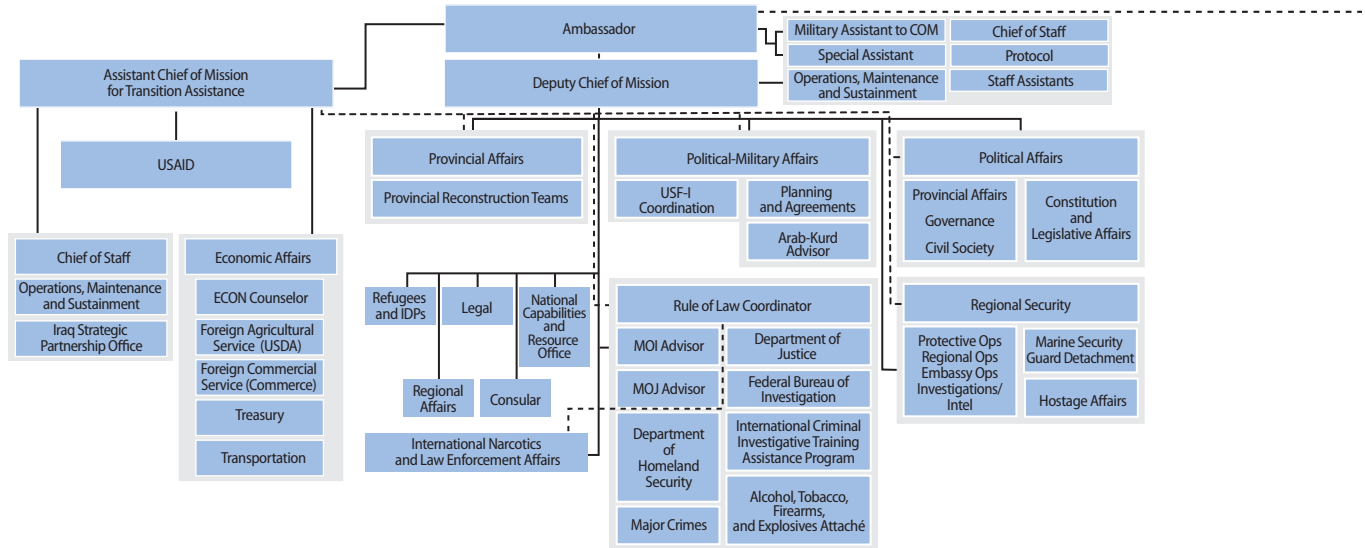 Ambassador
Military Assistant to COM
Chief of Staff
Special Assistant
Protocol
Operations, Maintenance
and Sustainment
Staff Assistants
Assistant Chief of Mission
for Transition Assistance
Deputy Chief of Mission
USAID
Provincial Affairs
Provincial Reconstruction Teams
Political-Military Affairs
USF-I
Coordination
Planning
and Agreements
Arab-Kurd
Advisor
Political Affairs
Provincial Affairs
Governance
Civil Society
Constitution
and
Legislative Affairs
Chief of Staff
Operations, Maintenance
and Sustainment
Iraq Strategic
Partnership Office
Economic Affairs
ECON Counselor
Foreign Agricultural
Service (USDA)
Foreign Commercial
Service (Commerce)
Treasury
Transportation
Refugees
and IDPs
Legal
National
Capabilities
and
Resource
Office
Regional
Affairs
Consular
International Narcotics
and Law Enforcement Affairs
Rule of Law Coordinator
MOI Advisor
Department of
Justice
MOJ Advisor
Federal Bureau of
Investigation
Department
of
Homeland
Security
International Criminal
Investigative Training
Assistance Program
Major Crimes
Alcohol, Tobacco,
Firearms,
and Explosives Attaché
Regional Security
Protective Ops
Regional Ops
Embassy Ops
Investigations/
Intel
Marine Security
Guard Detachment
Hostage Affairs